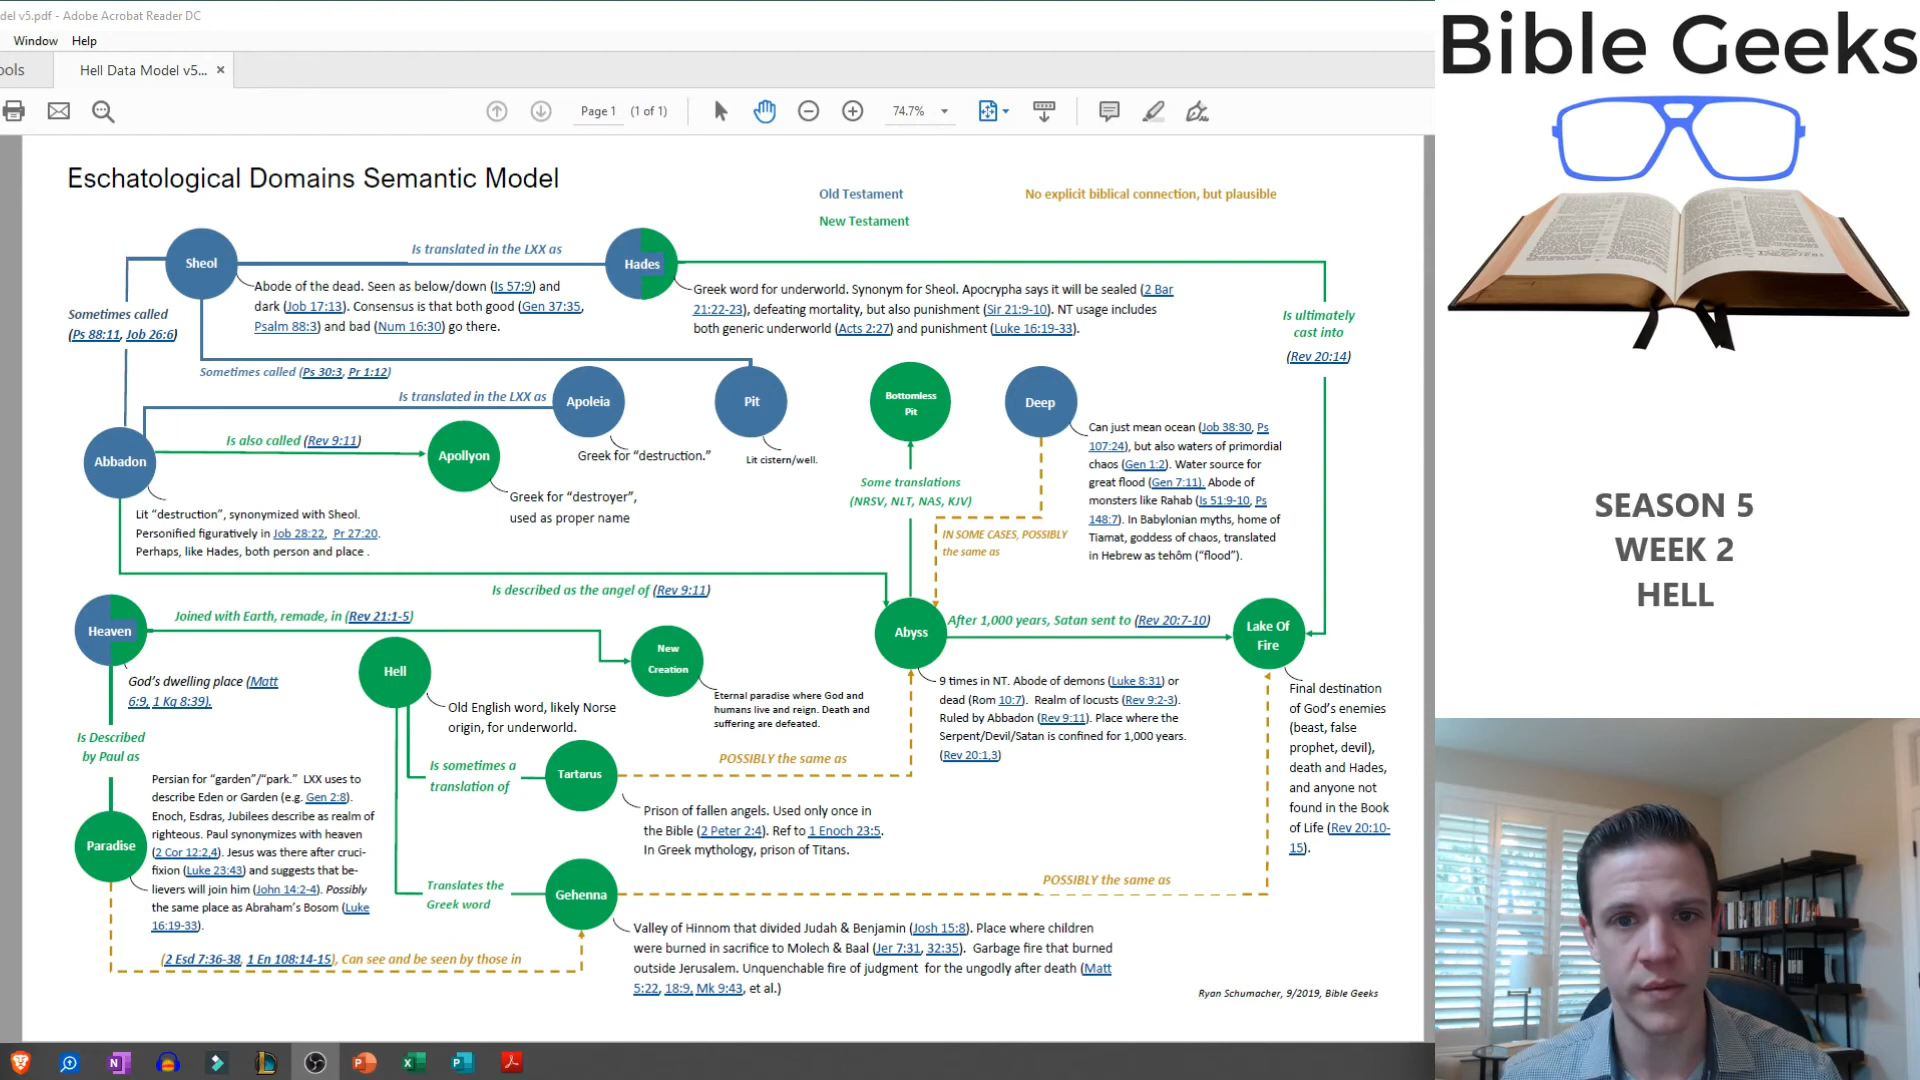 del v5.pdf - Adobe Acrobat Reader DC
Window Help
ools
Hell Data Model v5... ×
Page 1 (1 of 1)
74.7%
Eschatological Domains Semantic Model
Old Testament
New Testament
No explicit biblical connection, but plausible
Sheol
Is translated in the LXX as
Hades
Abode of the dead. Seen as below/down (Is 57:9) and
dark (Job 17:13). Consensus is that both good (Gen 37:35,
Psalm 88:3) and bad (Num 16:30) go there.
Greek word for underworld. Synonym for Sheol. Apocrypha says it will be sealed (2 Bar
21:22-23), defeating mortality, but also punishment (Sir 21:9-10). NT usage includes
both generic underworld (Acts 2:27) and punishment (Luke 16:19-33).
Sometimes called
(Ps 88:11, Job 26:6)
Is ultimately
cast into
(Rev 20:14)
Sometimes called (Ps 30:3, Pr 1:12)
Is translated in the LXX as
Apoleia
Pit
Bottomless
Pit
Deep
Greek for “destruction.”
Lit cistern/well.
Can just mean ocean (Job 38:30, Ps
107:24), but also waters of primordial
chaos (Gen 1:2). Water source for
great flood (Gen 7:11). Abode of
monsters like Rahab (Is 51:9-10, Ps
148:7). In Babylonian myths, home of
Tiamat, goddess of chaos, translated
in Hebrew as tehôm (“flood”).
Is also called (Rev 9:11)
Abbadon
Apollyon
Some translations
(NRSV, NLT, NAS, KJV)
Greek for “destroyer”,
used as proper name
IN SOME CASES, POSSIBLY
the same as
Lit “destruction”, synonymized with Sheol.
Personified figuratively in Job 28:22, Pr 27:20.
Perhaps, like Hades, both person and place .
Is described as the angel of (Rev 9:11)
Heaven
Joined with Earth, remade, in (Rev 21:1-5)
New
Creation
Abyss
After 1,000 years, Satan sent to (Rev 20:7-10)
Lake Of
Fire
God’s dwelling place (Matt
6:9, 1 Kg 8:39).
Hell
Old English word, likely Norse
origin, for underworld.
Eternal paradise where God and
humans live and reign. Death and
suffering are defeated.
9 times in NT. Abode of demons (Luke 8:31) or
dead (Rom 10:7). Realm of locusts (Rev 9:2-3).
Ruled by Abbadon (Rev 9:11). Place where the
Serpent/Devil/Satan is confined for 1,000 years.
(Rev 20:1,3)
Final destination
of God’s enemies
(beast, false
prophet, devil),
death and Hades,
and anyone not
found in the Book
of Life (Rev 20:10-
15).
Is Described
by Paul as
Is sometimes a
translation of
Tartarus
POSSIBLY the same as
Prison of fallen angels. Used only once in
the Bible (2 Peter 2:4). Ref to 1 Enoch 23:5.
In Greek mythology, prison of Titans.
Paradise
Persian for “garden”/“park.” LXX uses to
describe Eden or Garden (e.g. Gen 2:8).
Enoch, Esdras, Jubilees describe as realm of
righteous. Paul synonymizes with heaven
(2 Cor 12:2,4). Jesus was there after cruci-
fixion (Luke 23:43) and suggests that be-
lievers will join him (John 14:2-4). Possibly
the same place as Abraham’s Bosom (Luke
16:19-33).
Translates the
Greek word
Gehenna
POSSIBLY the same as
Valley of Hinnom that divided Judah & Benjamin (Josh 15:8). Place where children
were burned in sacrifice to Molech & Baal (Jer 7:31, 32:35). Garbage fire that burned
outside Jerusalem. Unquenchable fire of judgment for the ungodly after death (Matt
5:22, 18:9, Mk 9:43, et al.)
(2 Esd 7:36-38, 1 En 108:14-15), Can see and be seen by those in
Ryan Schumacher, 9/2019, Bible Geeks
Bible Geeks
SEASON 5
WEEK 2
HELL